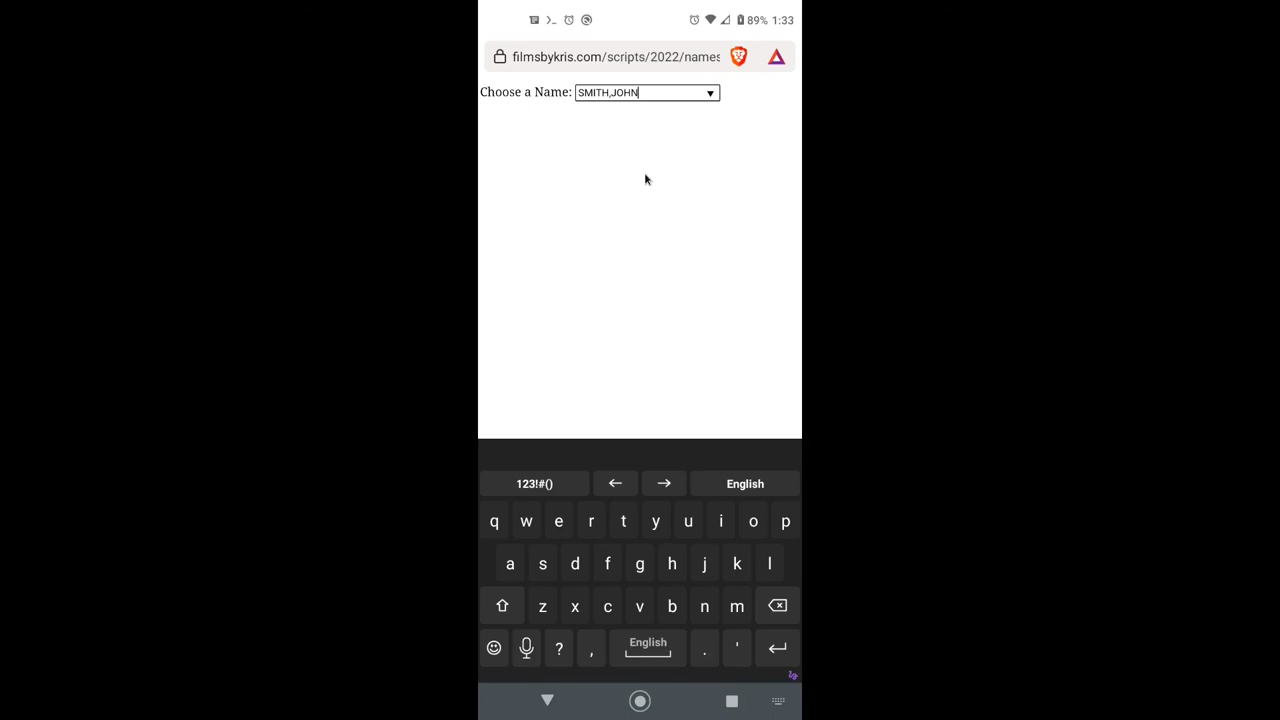 89% 1:33
filmsbykris.com/scripts/2022/names
Choose a Name: SMITH,JOHN
123!#() ← → English
q w e r t y u i o p
a s d f g h j k l
z x c v b n m
? , English . '